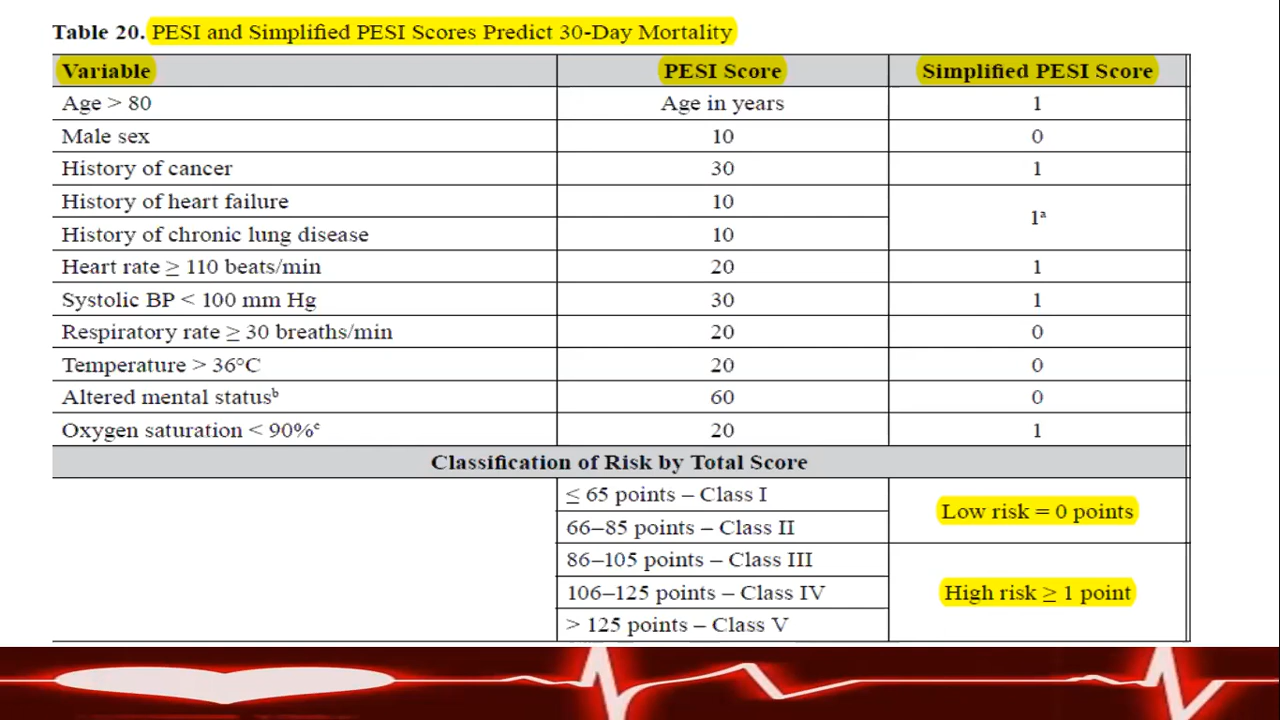 Table 20. PESI and Simplified PESI Scores Predict 30-Day Mortality
Variable PESI Score Simplified PESI Score
Age > 80 Age in years 1
Male sex 10 0
History of cancer 30 1
History of heart failure 10 1ᵃ
History of chronic lung disease 10
Heart rate ≥ 110 beats/min 20 1
Systolic BP < 100 mm Hg 30 1
Respiratory rate ≥ 30 breaths/min 20 0
Temperature > 36°C 20 0
Altered mental statusᵇ 60 0
Oxygen saturation < 90%ᶜ 20 1
Classification of Risk by Total Score
≤ 65 points – Class I Low risk = 0 points
66–85 points – Class II
86–105 points – Class III High risk ≥ 1 point
106–125 points – Class IV
> 125 points – Class V